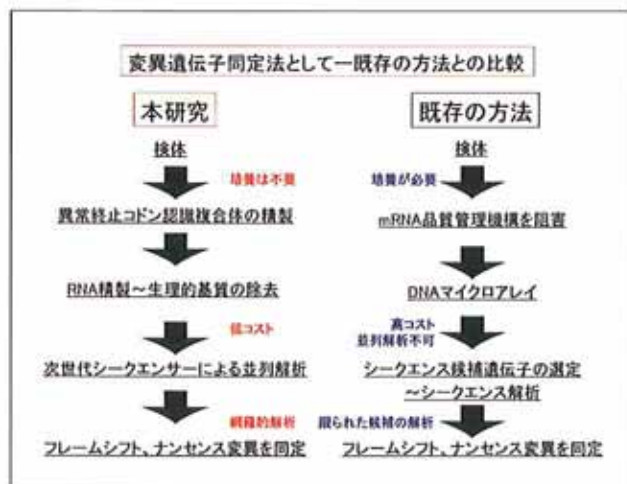 変異遺伝子同定法として―既存の方法との比較
本研究
検体
培養は不要
異常終止コドン認識複合体の精製
RNA精製～生理的基質の除去
低コスト
次世代シークエンサーによる並列解析
網羅的解析
フレームシフト、ナンセンス変異を同定
既存の方法
検体
培養が必要
mRNA品質管理機構を阻害
DNAマイクロアレイ
高コスト
並列解析不可
シークエンス候補遺伝子の選定
～シークエンス解析
限られた候補の解析
フレームシフト、ナンセンス変異を同定